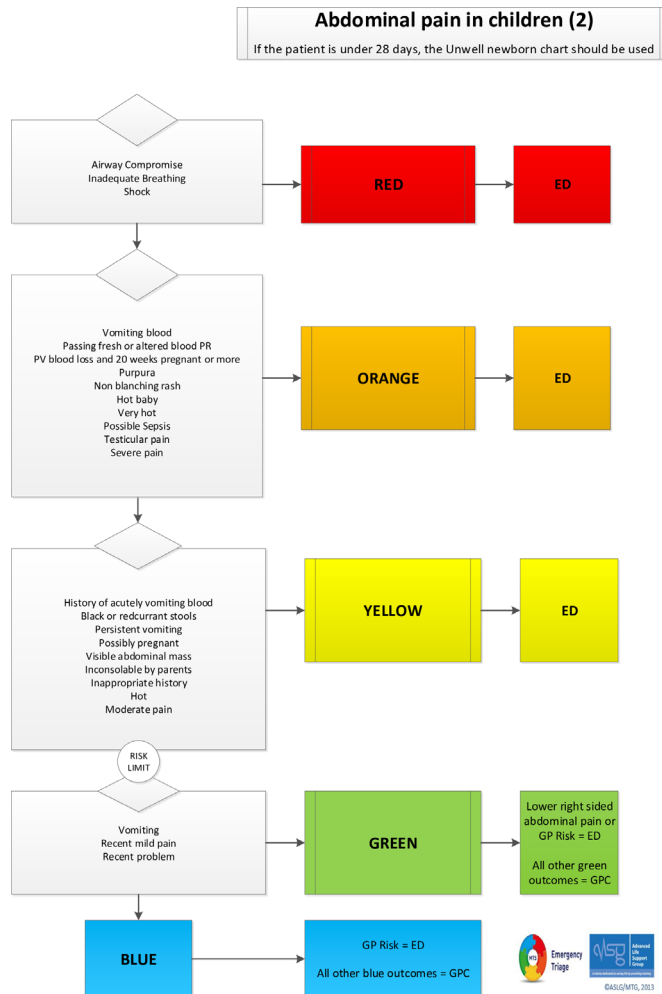 Abdominal pain in children (2)
If the patient is under 28 days, the Unwell newborn chart should be used
Airway Compromise
Inadequate Breathing
Shock
RED
ED
Vomiting blood
Passing fresh or altered blood PR
PV blood loss and 20 weeks pregnant or more
Purpura
Non blanching rash
Hot baby
Very hot
Possible Sepsis
Testicular pain
Severe pain
ORANGE
ED
History of acutely vomiting blood
Black or redcurrant stools
Persistent vomiting
Possibly pregnant
Visible abdominal mass
Inconsolable by parents
Inappropriate history
Hot
Moderate pain
YELLOW
ED
RISK
LIMIT
Vomiting
Recent mild pain
Recent problem
GREEN
Lower right sided
abdominal pain or
GP Risk = ED
All other green
outcomes = GPC
BLUE
GP Risk = ED
All other blue outcomes = GPC
MTS
Emergency
Triage
alsg
Advanced
Life
Support
Group
©ALSG/MTG, 2013